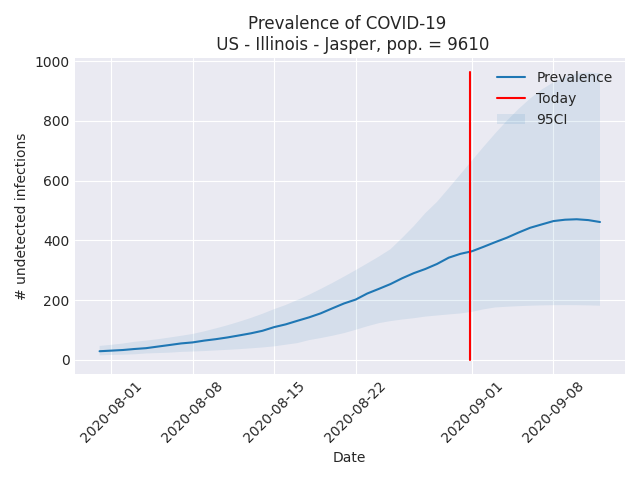 Prevalence of COVID-19
US - Illinois - Jasper, pop. = 9610
Prevalence
Today
95CI
# undetected infections
1000
800
600
400
200
0
2020-08-01
2020-08-08
2020-08-15
2020-08-22
2020-09-01
2020-09-08
Date